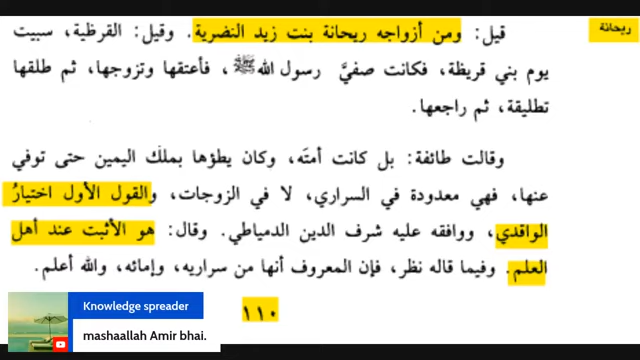 ريحانة
قيل: ومن أزواجه ريحانة بنت زيد النضرية. وقيل: القرظية، سبيت
يوم بني قريظة، فكانت صفيَّ رسول الله ﷺ، فأعتقها وتزوجها، ثم طلقها
تطليقة، ثم راجعها.
وقالت طائفة: بل كانت أمتَه، وكان يطؤها بملك اليمين حتى توفي
عنها، فهي معدودة في السراري، لا في الزوجات، والقول الأول اختيارُ
الواقدي، ووافقه عليه شرف الدين الدمياطي. وقال: هو الأثبت عند أهل
العلم. وفيما قاله نظر، فإن المعروف أنها من سراريه، وإمائه، والله أعلم.
١١٠
Knowledge spreader
mashaallah Amir bhai.